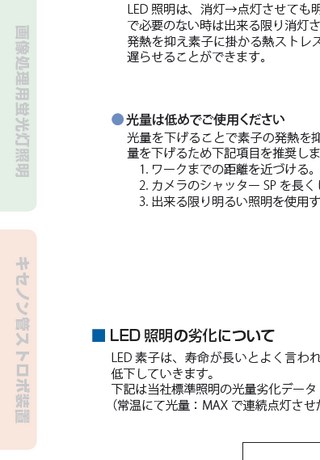 LED 照明は、消灯→点灯させても明
で必要のない時は出来る限り消灯さ
発熱を抑え素子に掛かる熱ストレス
遅らせることができます。
● 光量は低めでご使用ください
光量を下げることで素子の発熱を抑
量を下げるため下記項目を推奨しま
1. ワークまでの距離を近づける。
2. カメラのシャッター SP を長く
3. 出来る限り明るい照明を使用す
■ LED 照明の劣化について
LED 素子は、寿命が長いとよく言われ
低下していきます。
下記は当社標準照明の光量劣化データ
（常温にて光量：MAX で連続点灯させた
画像処理用蛍光灯照明
キセノン管ストロボ装置